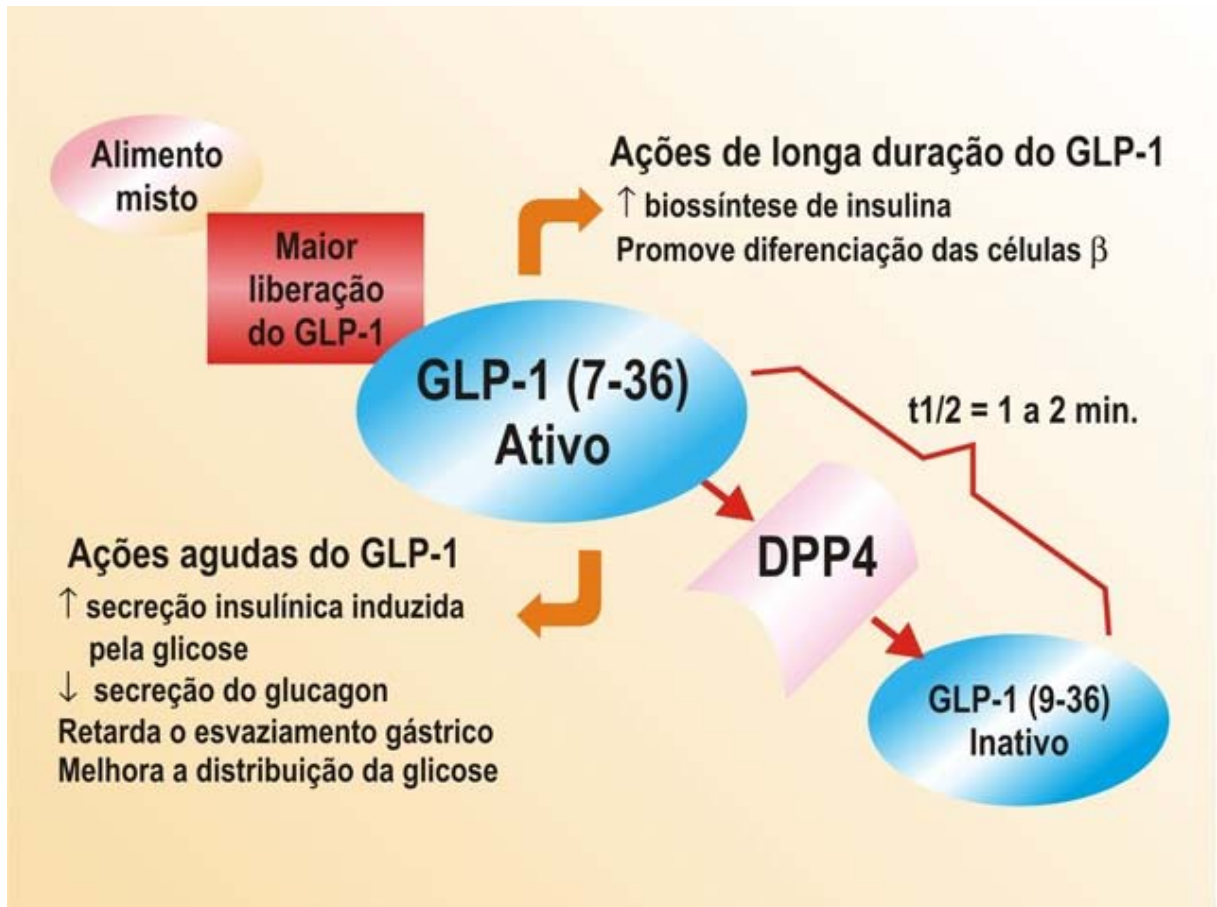 Alimento
misto
Maior
liberação
do GLP-1
Ações de longa duração do GLP-1
↑ biossíntese de insulina
Promove diferenciação das células β
GLP-1 (7-36)
Ativo
t1/2 = 1 a 2 min.
DPP4
Ações agudas do GLP-1
↑ secreção insulínica induzida
pela glicose
↓ secreção do glucagon
Retarda o esvaziamento gástrico
Melhora a distribuição da glicose
GLP-1 (9-36)
Inativo